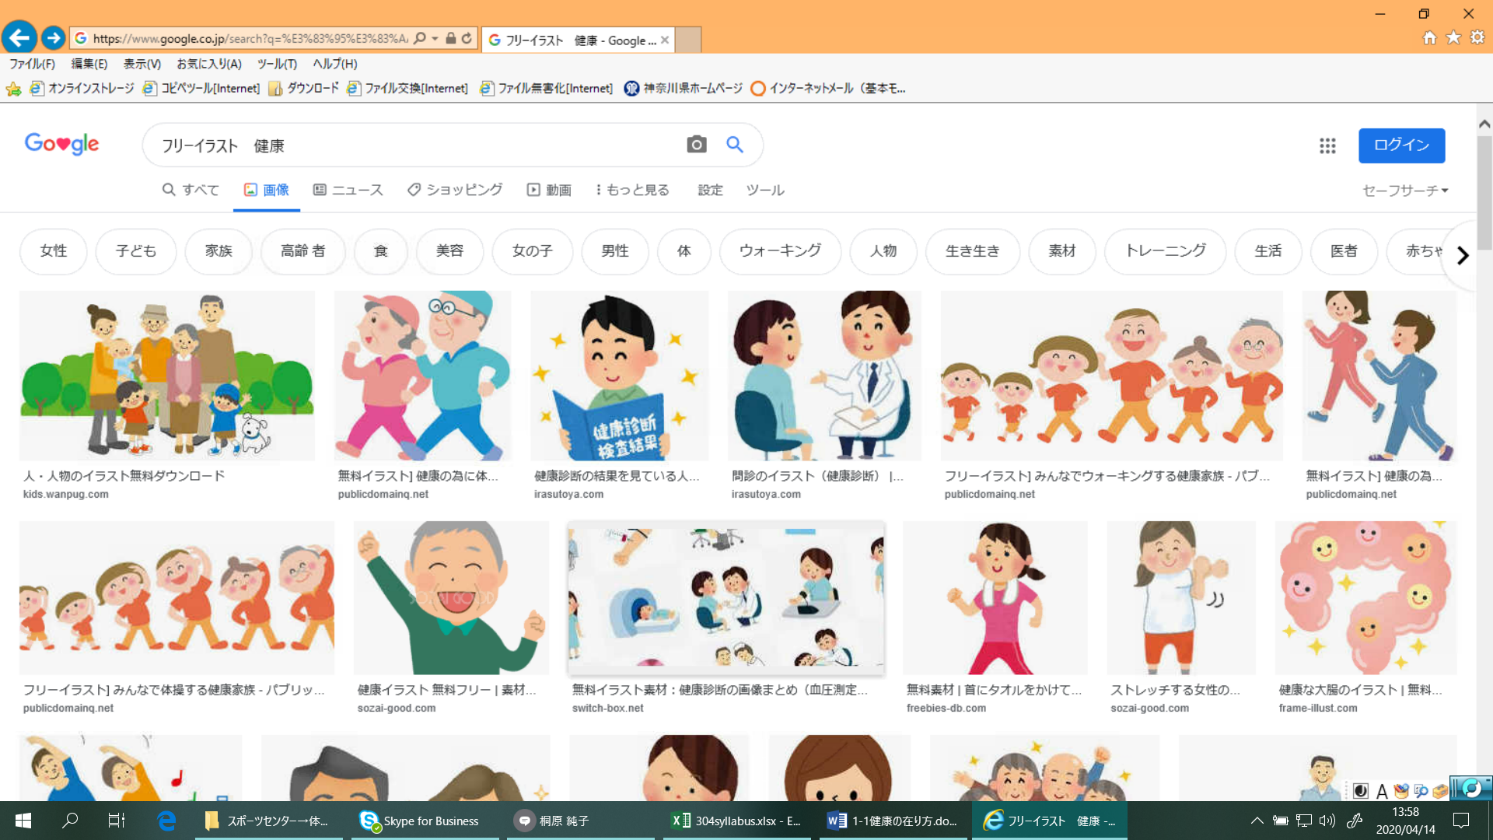 https://www.google.co.jp/search?q=%E3%83%95%E3%83%A
フリーイラスト　健康 - Google ...
ファイル(F) 編集(E) 表示(V) お気に入り(A) ツール(T) ヘルプ(H)
オンラインストレージ コピペツール[Internet] ダウンロード ファイル交換[Internet] ファイル無害化[Internet] 神奈川県ホームページ インターネットメール（基本モ...
Google
フリーイラスト　健康
ログイン
すべて 画像 ニュース ショッピング 動画 もっと見る 設定 ツール セーフサーチ
女性 子ども 家族 高齢 者 食 美容 女の子 男性 体 ウォーキング 人物 生き生き 素材 トレーニング 生活 医者 赤ちゃ
健康診断
検査結果
人・人物のイラスト無料ダウンロード
kids.wanpug.com
無料イラスト] 健康の為に体...
publicdomainq.net
健康診断の結果を見ている人...
irasutoya.com
問診のイラスト（健康診断） |...
irasutoya.com
フリーイラスト] みんなでウォーキングする健康家族 - パブ...
publicdomainq.net
無料イラスト] 健康の為...
publicdomainq.net
SOZAI GOOD
フリーイラスト] みんなで体操する健康家族 - パブリッ...
publicdomainq.net
健康イラスト 無料フリー | 素材...
sozai-good.com
無料イラスト素材：健康診断の画像まとめ（血圧測定...
switch-box.net
無料素材 | 首にタオルをかけて...
freebies-db.com
ストレッチする女性の...
sozai-good.com
健康な大腸のイラスト | 無料...
frame-illust.com
A
スポーツセンター→体... Skype for Business 桐原 純子 304syllabus.xlsx - E... 1-1健康の在り方.do... フリーイラスト　健康 -...
13:58
2020/04/14